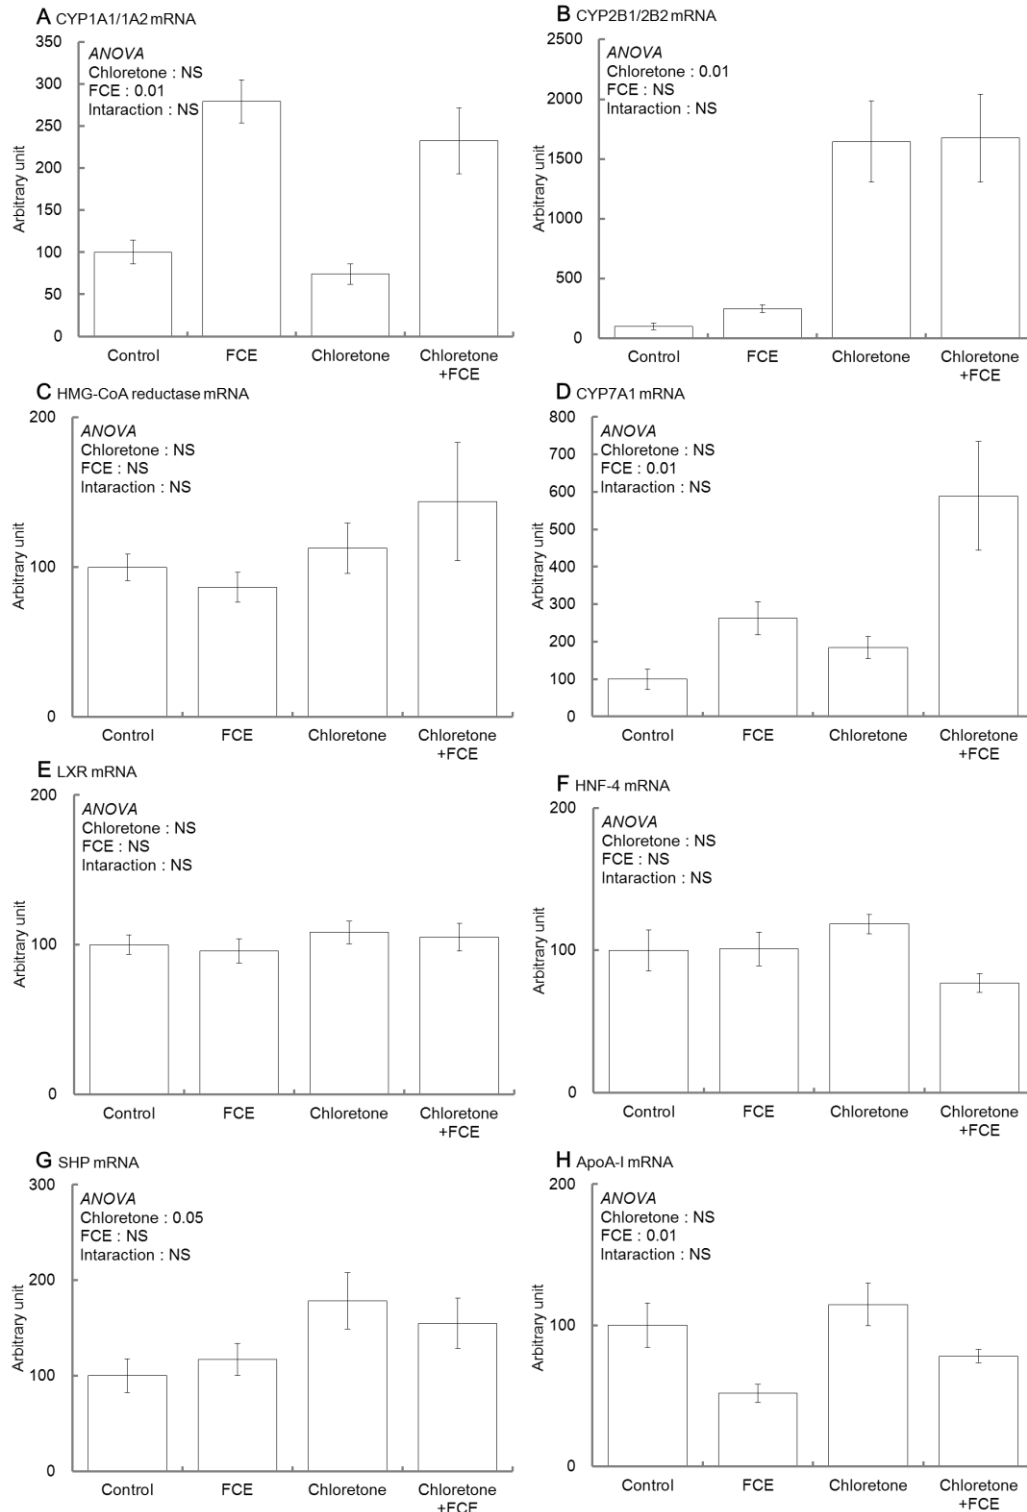 A CYP1A1/1A2 mRNA
350
300
250
200
150
100
50
0
Arbitrary unit
ANOVA
Chloretone : NS
FCE : 0.01
Intaraction : NS
Control
FCE
Chloretone
Chloretone
+FCE
B CYP2B1/2B2 mRNA
2500
2000
1500
1000
500
0
Arbitrary unit
ANOVA
Chloretone : 0.01
FCE : NS
Intaraction : NS
Control
FCE
Chloretone
Chloretone
+FCE
C HMG-CoA reductase mRNA
200
100
0
Arbitrary unit
ANOVA
Chloretone : NS
FCE : NS
Intaraction : NS
Control
FCE
Chloretone
Chloretone
+FCE
D CYP7A1 mRNA
800
700
600
500
400
300
200
100
0
Arbitrary unit
ANOVA
Chloretone : NS
FCE : 0.01
Intaraction : NS
Control
FCE
Chloretone
Chloretone
+FCE
E LXR mRNA
200
100
0
Arbitrary unit
ANOVA
Chloretone : NS
FCE : NS
Intaraction : NS
Control
FCE
Chloretone
Chloretone
+FCE
F HNF-4 mRNA
200
100
0
Arbitrary unit
ANOVA
Chloretone : NS
FCE : NS
Intaraction : NS
Control
FCE
Chloretone
Chloretone
+FCE
G SHP mRNA
300
200
100
0
Arbitrary unit
ANOVA
Chloretone : 0.05
FCE : NS
Intaraction : NS
Control
FCE
Chloretone
Chloretone
+FCE
H ApoA-I mRNA
200
100
0
Arbitrary unit
ANOVA
Chloretone : NS
FCE : 0.01
Intaraction : NS
Control
FCE
Chloretone
Chloretone
+FCE